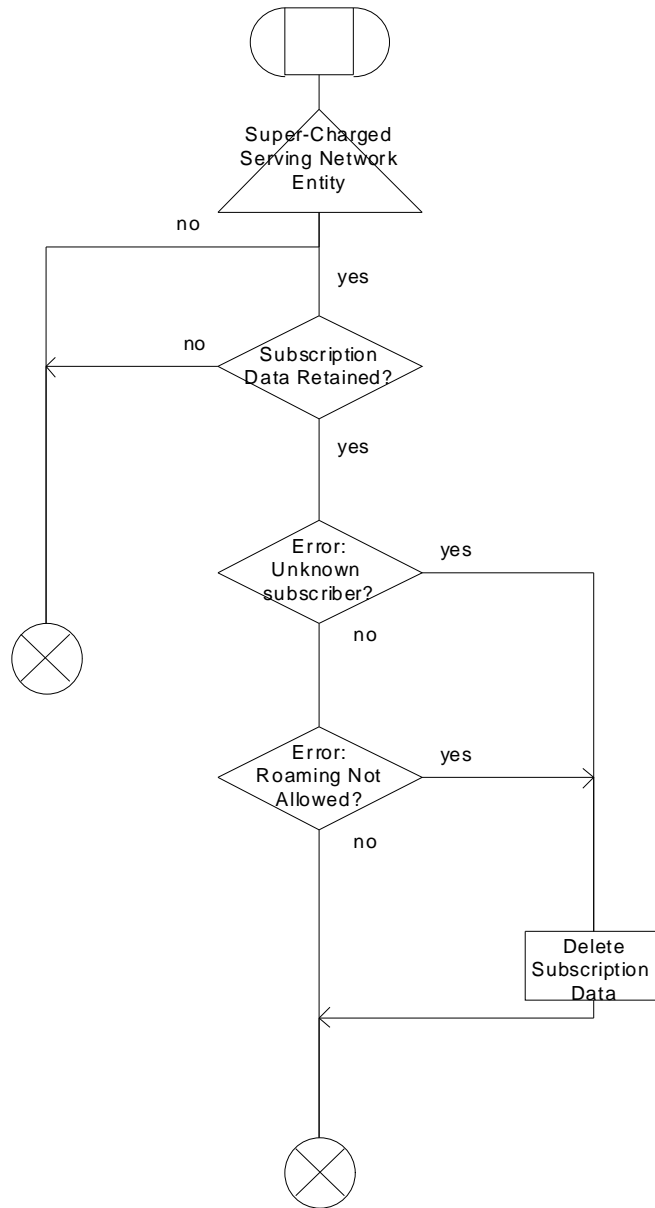 Super-Charged
Serving Network
Entity
no
yes
no
Subscription
Data Retained?
yes
Error:
Unknown
subscriber?
yes
no
Error:
Roaming Not
Allowed?
yes
no
Delete
Subscription
Data